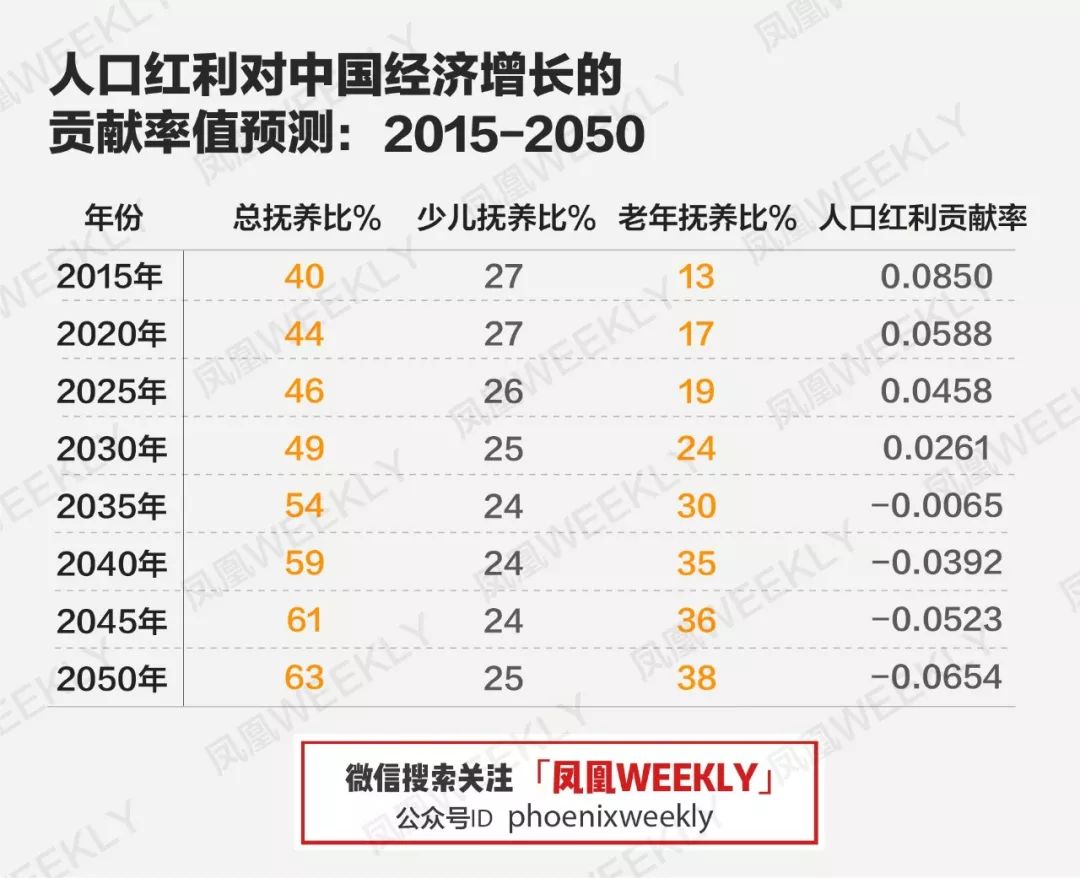 人口红利对中国经济增长的
贡献率值预测：2015-2050
年份 总抚养比% 少儿抚养比% 老年抚养比% 人口红利贡献率
2015年 40 27 13 0.0850
2020年 44 27 17 0.0588
2025年 46 26 19 0.0458
2030年 49 25 24 0.0261
2035年 54 24 30 -0.0065
2040年 59 24 35 -0.0392
2045年 61 24 36 -0.0523
2050年 63 25 38 -0.0654
微信搜索关注「凤凰WEEKLY」
公众号ID phoenixweekly
凤凰WEEKLY